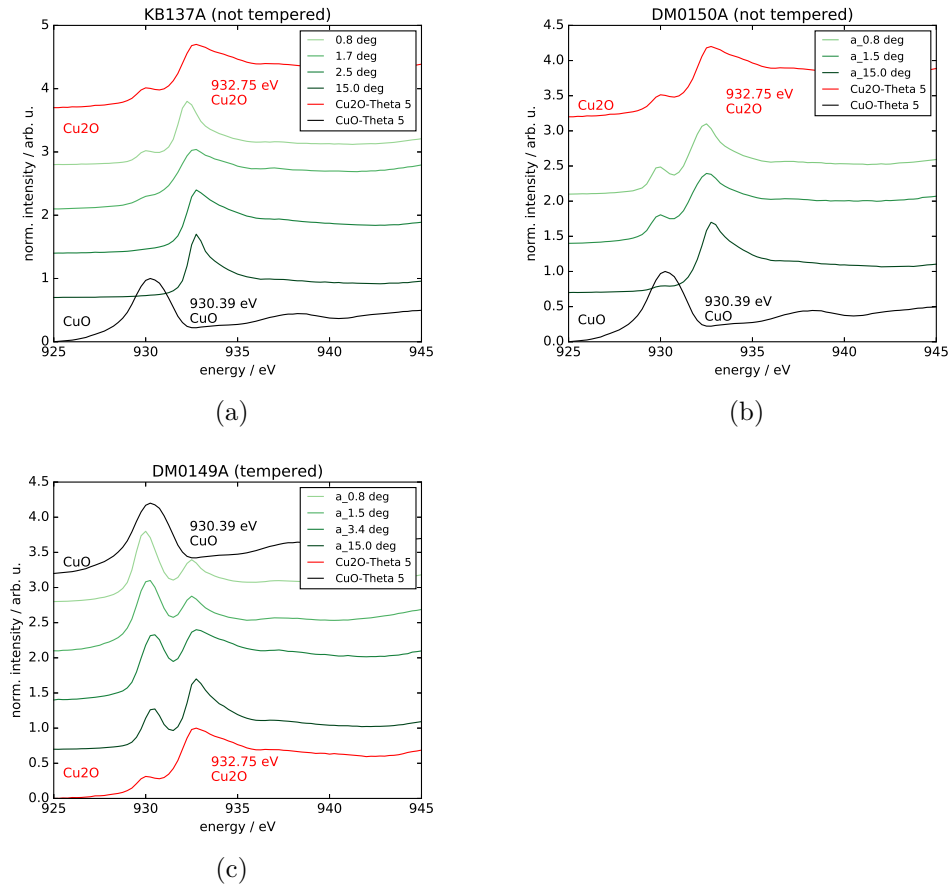 KB137A (not tempered)
norm. intensity / arb. u.
5
4
3
2
1
0
0.8 deg
1.7 deg
2.5 deg
15.0 deg
Cu2O-Theta 5
CuO-Theta 5
932.75 eV
Cu2O
Cu2O
930.39 eV
CuO
CuO
925 930 935 940 945
energy / eV
(a)
DM0150A (not tempered)
norm. intensity / arb. u.
4.5
4.0
3.5
3.0
2.5
2.0
1.5
1.0
0.5
0.0
a_0.8 deg
a_1.5 deg
a_15.0 deg
Cu2O-Theta 5
CuO-Theta 5
932.75 eV
Cu2O
Cu2O
930.39 eV
CuO
CuO
925 930 935 940 945
energy / eV
(b)
DM0149A (tempered)
norm. intensity / arb. u.
4.5
4.0
3.5
3.0
2.5
2.0
1.5
1.0
0.5
0.0
a_0.8 deg
a_1.5 deg
a_3.4 deg
a_15.0 deg
Cu2O-Theta 5
CuO-Theta 5
930.39 eV
CuO
CuO
932.75 eV
Cu2O
Cu2O
925 930 935 940 945
energy / eV
(c)